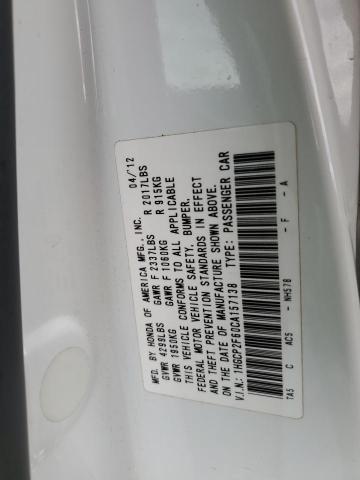 MFD. BY HONDA OF AMERICA MFG., INC. 04/12
GVWR 4299LBS GAWR F 2337LBS R 2017LBS
GVWR 1950KG GAWR F 1060KG R 915KG
THIS VEHICLE CONFORMS TO ALL APPLICABLE
FEDERAL MOTOR VEHICLE SAFETY, BUMPER,
AND THEFT PREVENTION STANDARDS IN EFFECT
ON THE DATE OF MANUFACTURE SHOWN ABOVE.
V.I.N.: 1HGCP2F60CA157138 TYPE: PASSENGER CAR
TA5 C AC5 - NH578 - F - A